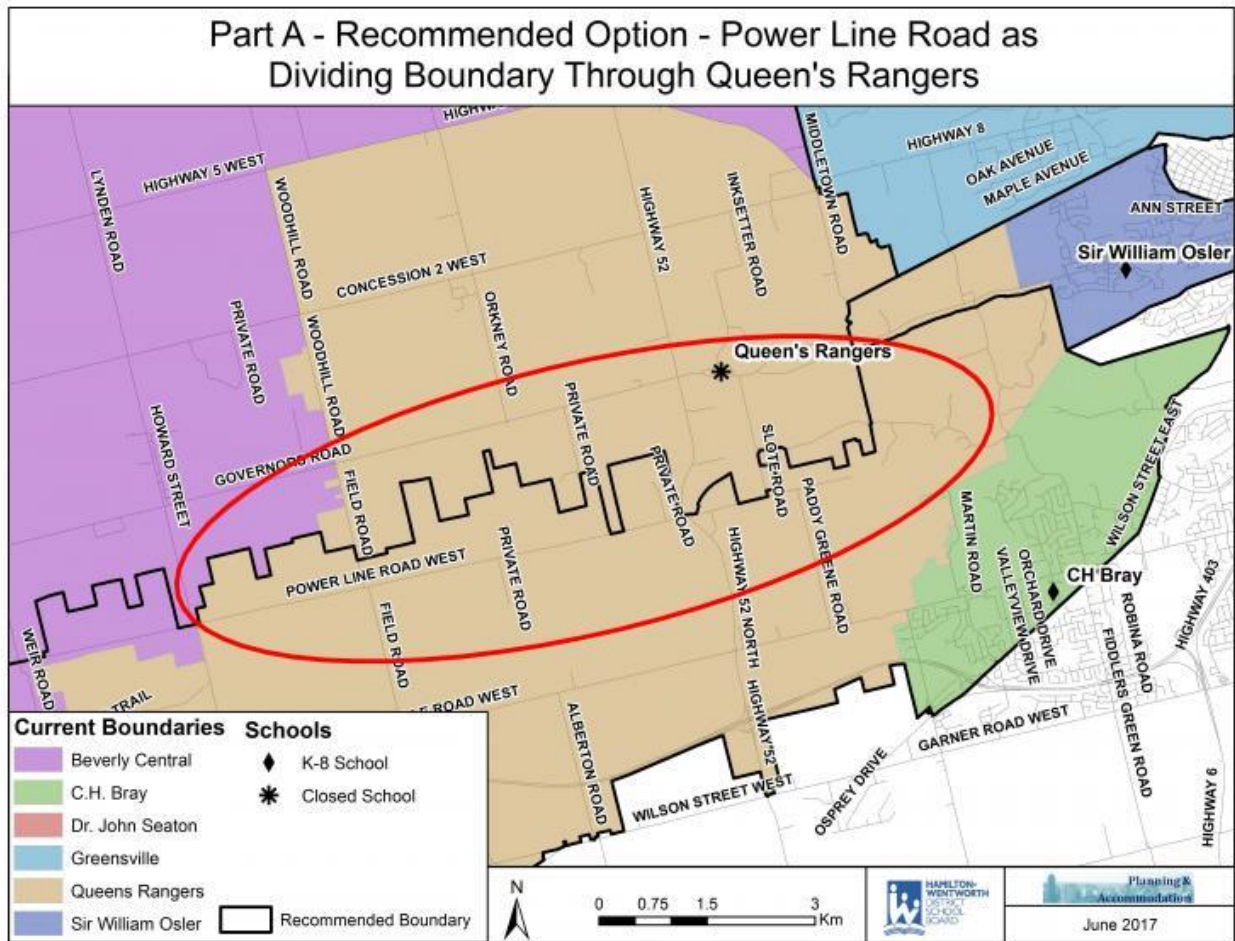 Part A - Recommended Option - Power Line Road as
Dividing Boundary Through Queen's Rangers
HIGHWAY 5 WEST
LYNDEN ROAD
WOODHILL ROAD
CONCESSION 2 WEST
HIGHWAY 52
INKSETTER ROAD
MIDDLETOWN ROAD
HIGHWAY 8
OAK AVENUE
MAPLE AVENUE
ANN STREET
Sir William Osler
PRIVATE ROAD
WOODHILL ROAD
ORKNEY ROAD
Queen's Rangers
HOWARD STREET
GOVERNORS ROAD
FIELD ROAD
PRIVATE ROAD
PRIVATE ROAD
SLOTE ROAD
PADDY GREENE ROAD
MARTIN ROAD
WILSON STREET EAST
CH Bray
POWER LINE ROAD WEST
PRIVATE ROAD
HIGHWAY 52 NORTH
VALLEYVIEW DRIVE
ORCHARD DRIVE
ROBINA ROAD
FIDDLERS GREEN ROAD
HIGHWAY 403
WEIR ROAD
FIELD ROAD
TRAIL
ROAD WEST
ALBERTON ROAD
HIGHWAY 52
WILSON STREET WEST
OSPREY DRIVE
GARNER ROAD WEST
HIGHWAY 6
Current Boundaries
Beverly Central
C.H. Bray
Dr. John Seaton
Greensville
Queens Rangers
Sir William Osler
Schools
K-8 School
Closed School
Recommended Boundary
N
0 0.75 1.5 3
Km
HAMILTON-
WENTWORTH
DISTRICT
SCHOOL
BOARD
Planning &
Accommodation
June 2017